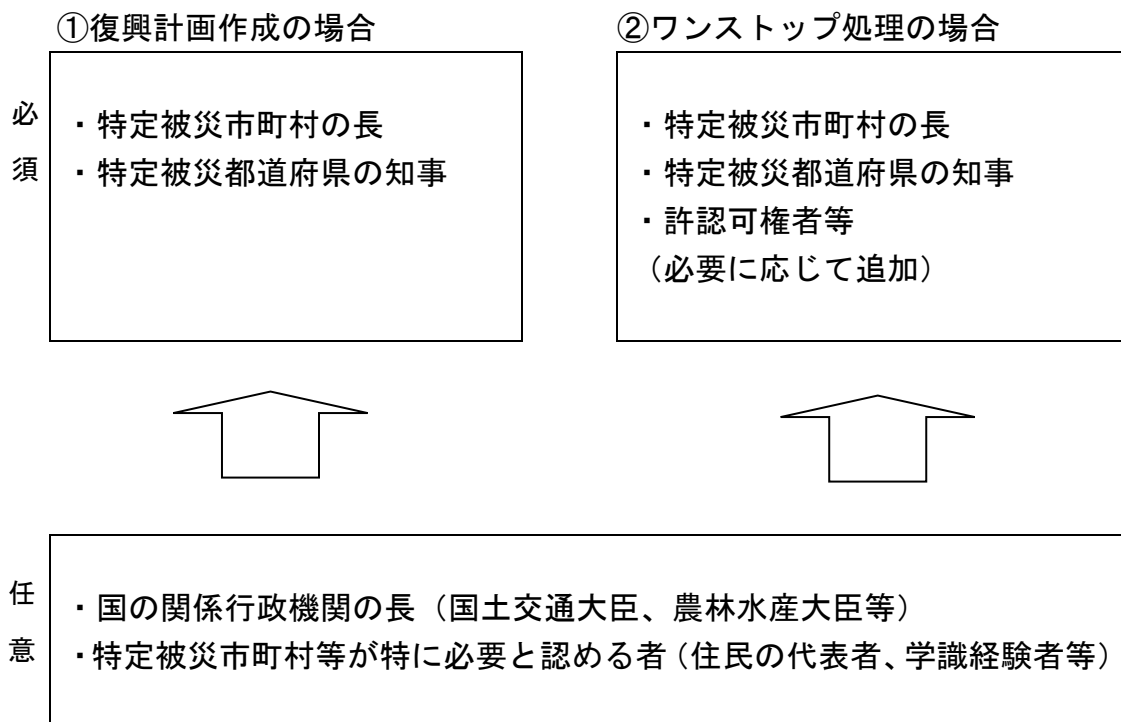 ①復興計画作成の場合
②ワンストップ処理の場合
必須
・特定被災市町村の長
・特定被災都道府県の知事
・特定被災市町村の長
・特定被災都道府県の知事
・許認可権者等
（必要に応じて追加）
任意
・国の関係行政機関の長（国土交通大臣、農林水産大臣等）
・特定被災市町村等が特に必要と認める者（住民の代表者、学識経験者等）